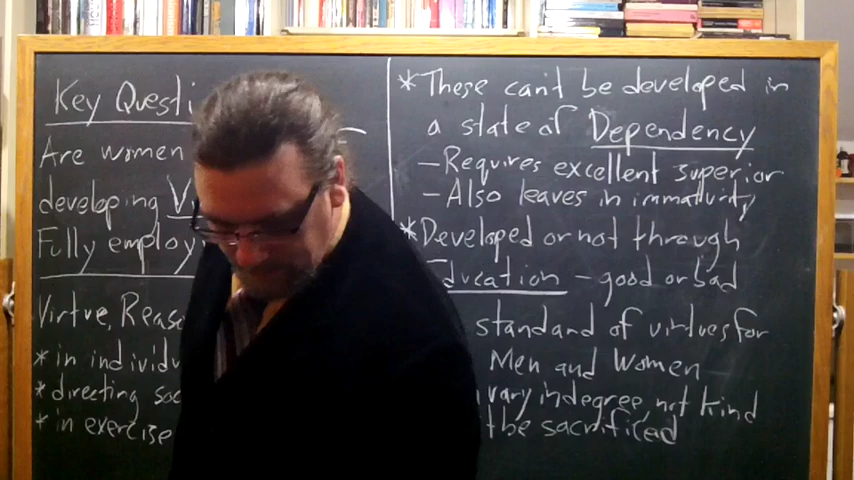 Key Questi
Are women
developing V
Fully employ
Virtue, Reas
* in individu
* directing soc
* in exercise
* These can't be developed in
a state of Dependency
- Requires excellent superior
- Also leaves in immaturity
* Developed or not through
Education - good or bad
standard of virtues for
Men and Women
vary in degree, not kind
be sacrificed